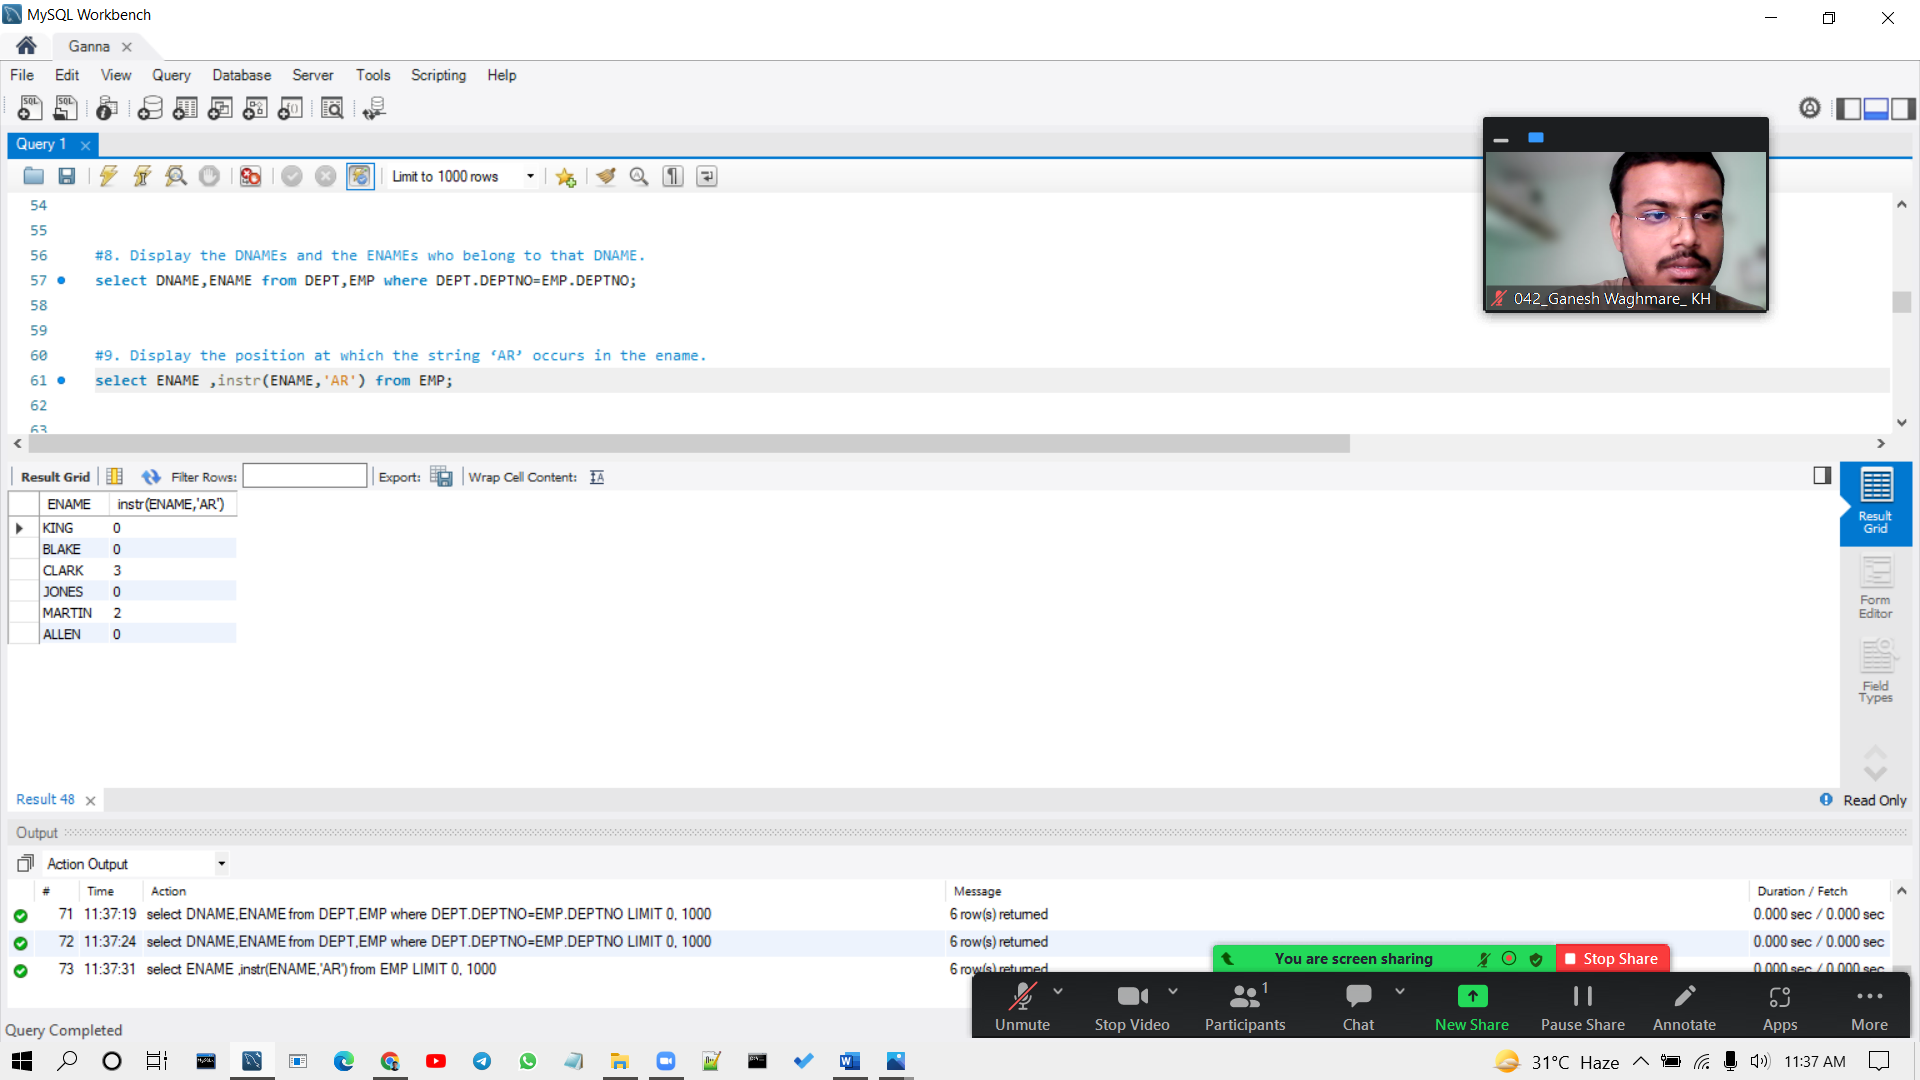 MySQL Workbench
Ganna
File Edit View Query Database Server Tools Scripting Help
Query 1
Limit to 1000 rows
54
55
56 #8. Display the DNAMEs and the ENAMEs who belong to that DNAME.
57 select DNAME,ENAME from DEPT,EMP where DEPT.DEPTNO=EMP.DEPTNO;
58
59
60 #9. Display the position at which the string ‘AR’ occurs in the ename.
61 select ENAME ,instr(ENAME,'AR') from EMP;
62
63
042_Ganesh Waghmare_ KH
Result Grid Filter Rows: Export: Wrap Cell Content:
ENAME instr(ENAME,'AR')
KING 0
BLAKE 0
CLARK 3
JONES 0
MARTIN 2
ALLEN 0
Result Grid
Form Editor
Field Types
Result 48
Read Only
Output
Action Output
# Time Action Message Duration / Fetch
71 11:37:19 select DNAME,ENAME from DEPT,EMP where DEPT.DEPTNO=EMP.DEPTNO LIMIT 0, 1000 6 row(s) returned 0.000 sec / 0.000 sec
72 11:37:24 select DNAME,ENAME from DEPT,EMP where DEPT.DEPTNO=EMP.DEPTNO LIMIT 0, 1000 6 row(s) returned 0.000 sec / 0.000 sec
73 11:37:31 select ENAME ,instr(ENAME,'AR') from EMP LIMIT 0, 1000 6 row(s) returned 0.000 sec / 0.000 sec
You are screen sharing Stop Share
1
Unmute Stop Video Participants Chat New Share Pause Share Annotate Apps More
Query Completed
31°C Haze 11:37 AM